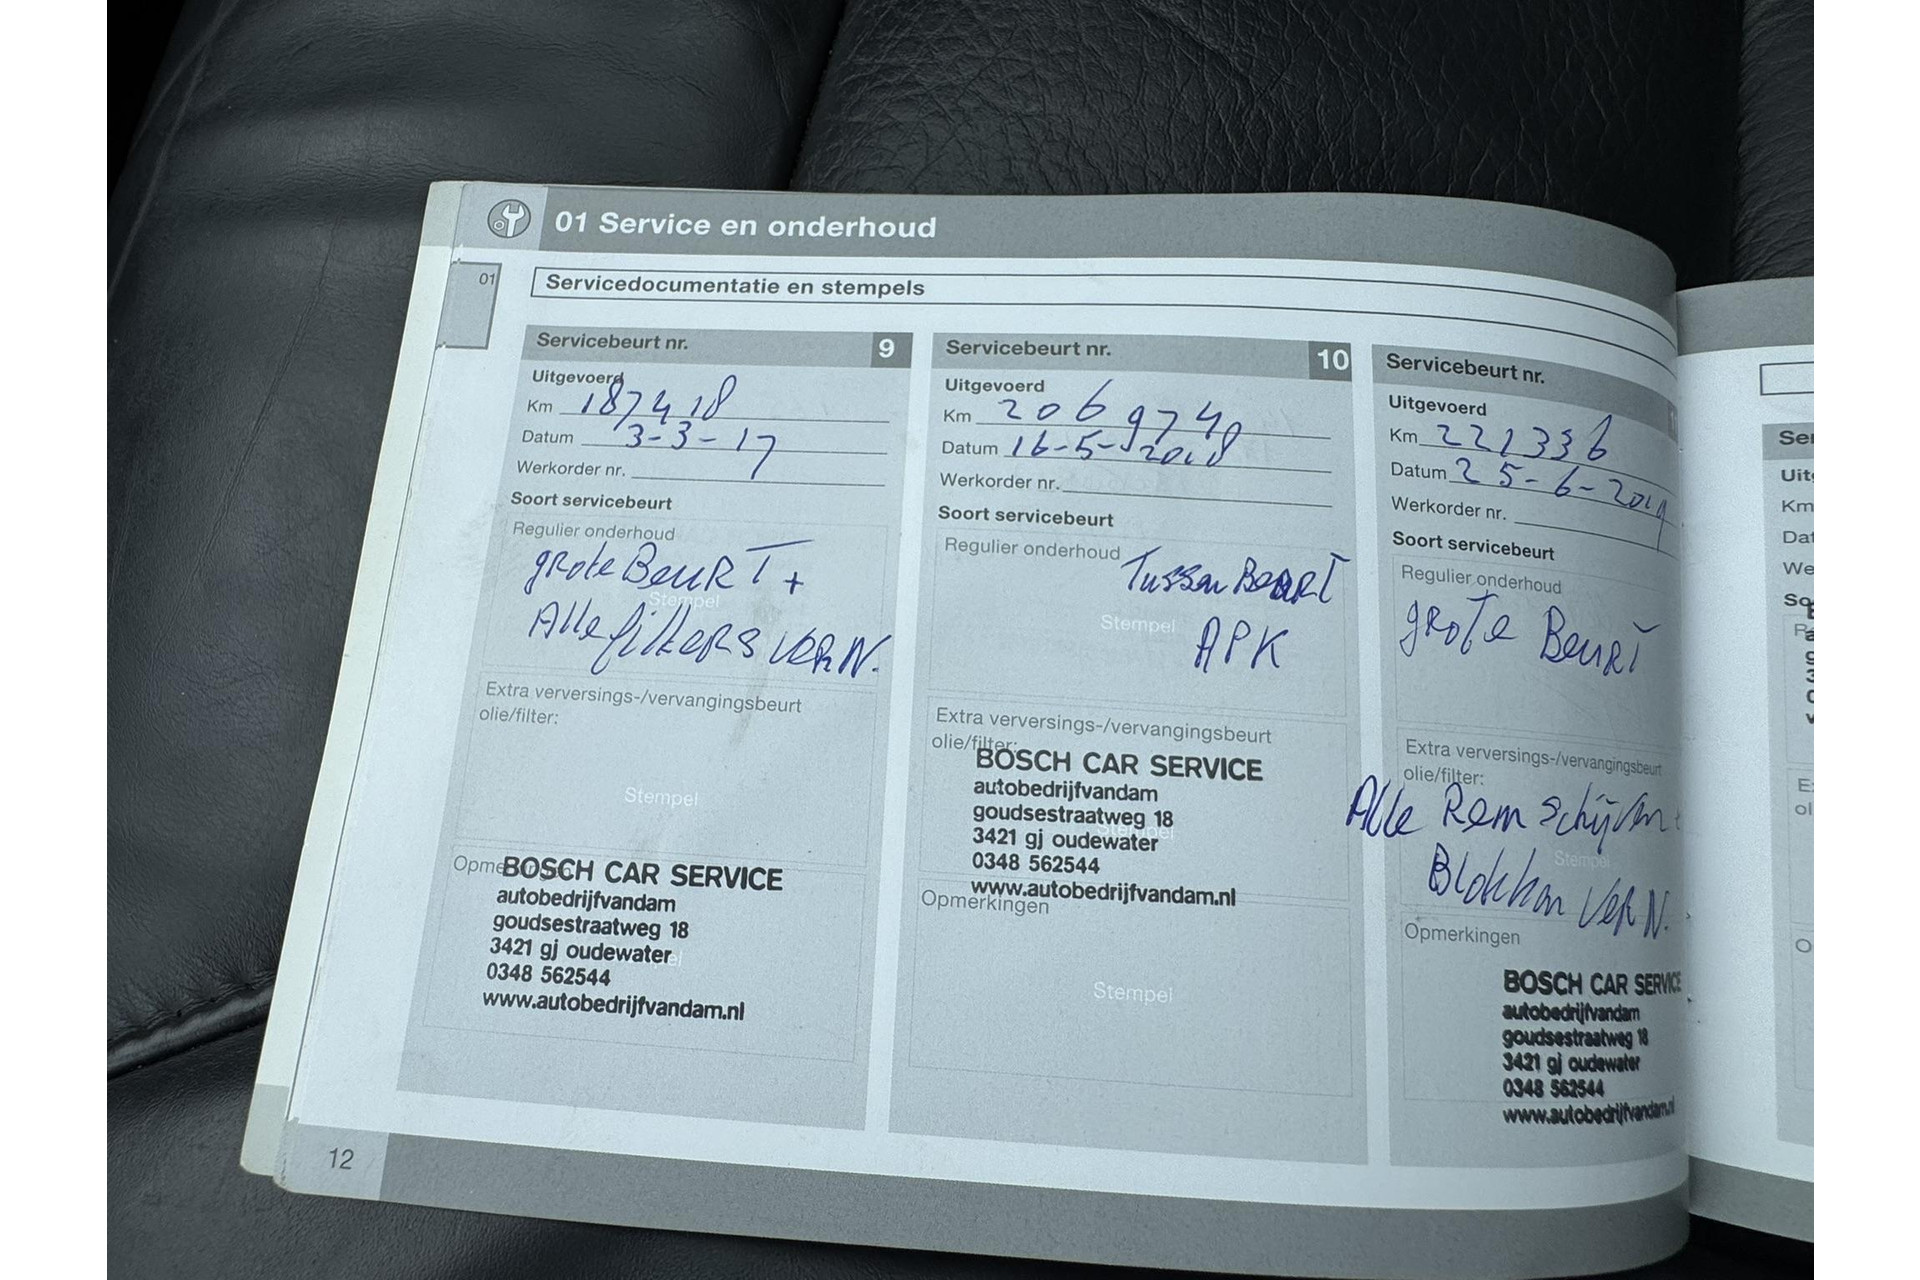 01 Service en onderhoud
01
Servicedocumentatie en stempels
Servicebeurt nr. 9
Uitgevoerd
Km 187418
Datum 3-3-17
Werkorder nr.
Soort servicebeurt
Regulier onderhoud
grote BeuRT +
Stempel
Alle filters VERN.
Extra verversings-/vervangingsbeurt
olie/filter:
Stempel
BOSCH CAR SERVICE
autobedrijfvandam
goudsestraatweg 18
3421 gj oudewater
0348 562544
www.autobedrijfvandam.nl
Servicebeurt nr. 10
Uitgevoerd
Km 206974
Datum 16-5-2018
Werkorder nr.
Soort servicebeurt
Regulier onderhoud
Tussen BeuRT
Stempel
APK
Extra verversings-/vervangingsbeurt
olie/filter:
BOSCH CAR SERVICE
autobedrijfvandam
goudsestraatweg 18
3421 gj oudewater
0348 562544
www.autobedrijfvandam.nl
Opmerkingen
Stempel
Servicebeurt nr.
Uitgevoerd
Km 221336
Datum 25-6-2019
Werkorder nr.
Soort servicebeurt
Regulier onderhoud
grote BeuRT
Extra verversings-/vervangingsbeurt
olie/filter:
Alle Rem schijven +
Stempel
Blokken VERN.
Opmerkingen
BOSCH CAR SERVICE
autobedrijfvandam
goudsestraatweg 18
3421 gj oudewater
0348 562544
www.autobedrijfvandam.nl
12
Km